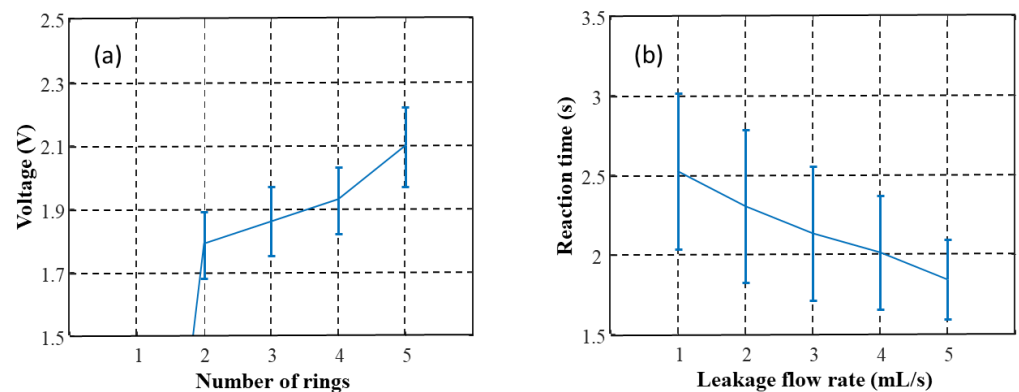 (a)
Voltage (V)
2.5
2.3
2.1
1.9
1.7
1.5
1 2 3 4 5
Number of rings
(b)
Reaction time (s)
3.5
3
2.5
2
1.5
1 2 3 4 5
Leakage flow rate (mL/s)